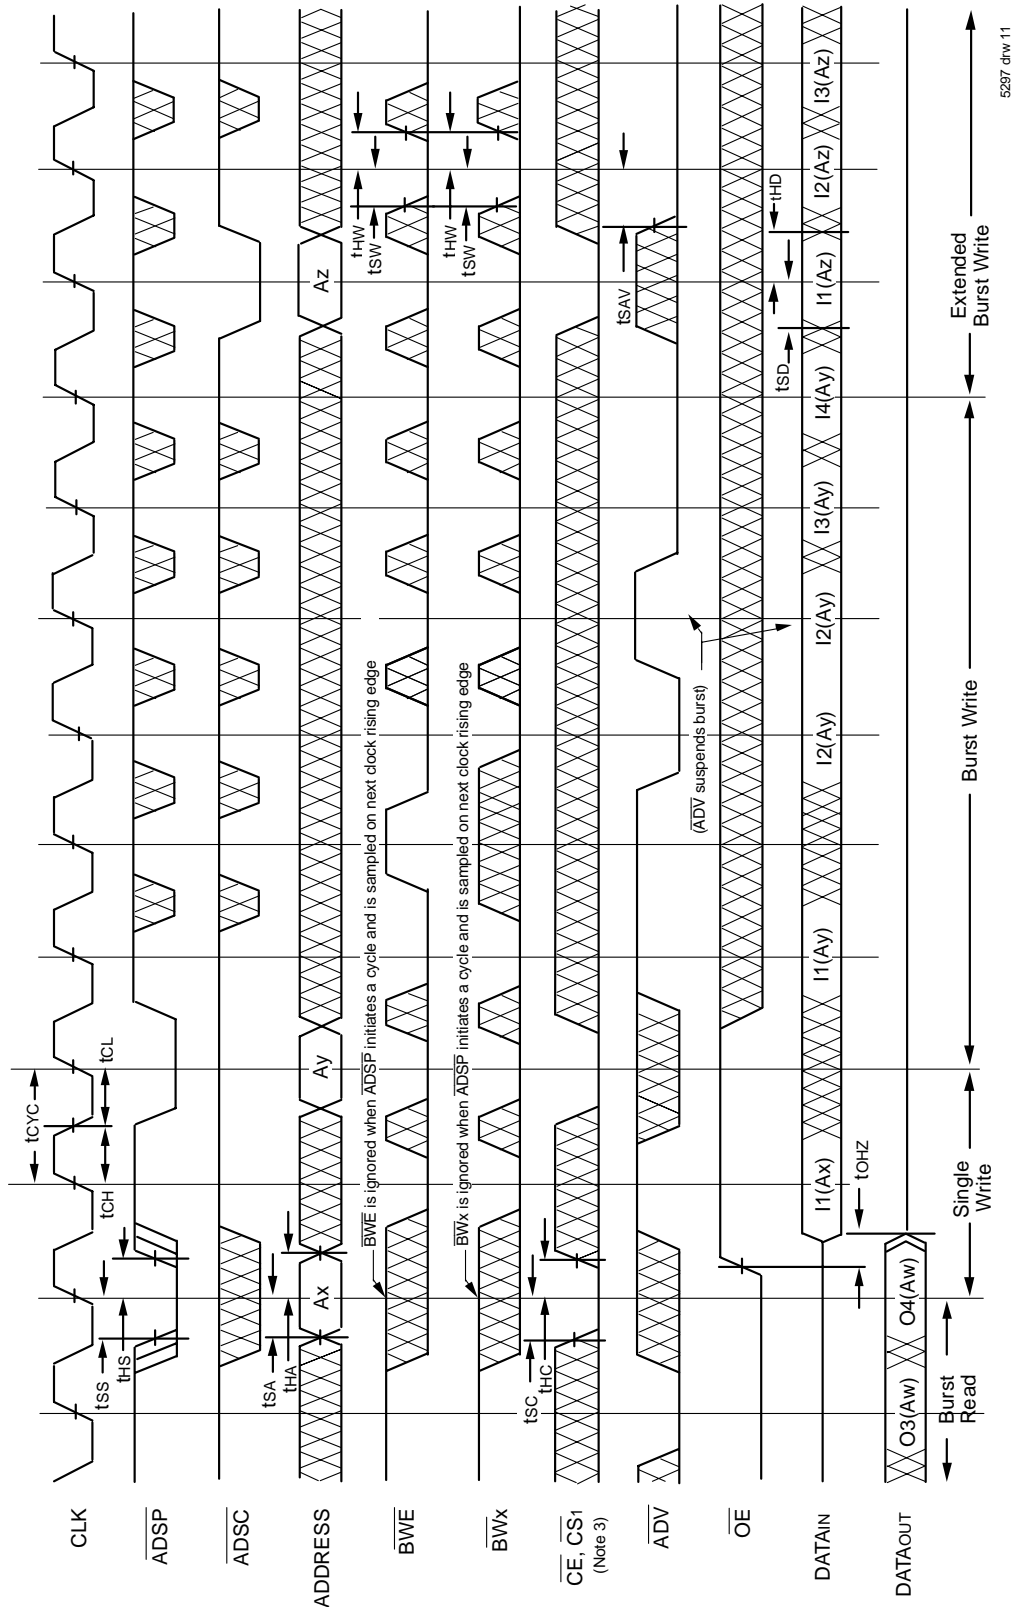 CLK
tCYC
tCH
tCL
ADSP
tSS
tHS
ADSC
ADDRESS
Ax
Ay
Az
tSA
tHA
BWE
BWE is ignored when ADSP initiates a cycle and is sampled on next clock rising edge
tHW
tSW
BWx
BWx is ignored when ADSP initiates a cycle and is sampled on next clock rising edge
tHW
tSW
CE, CS1
(Note 3)
tSC
tHC
ADV
tSAV
(ADV suspends burst)
OE
DATAIN
I1(Ax)
I1(Ay)
I2(Ay)
I2(Ay)
I3(Ay)
I4(Ay)
I1(Az)
I2(Az)
I3(Az)
tSD
tHD
DATAOUT
O3(Aw)
O4(Aw)
tOHZ
Burst
Read
Single
Write
Burst Write
Extended
Burst Write
5297 drw 11